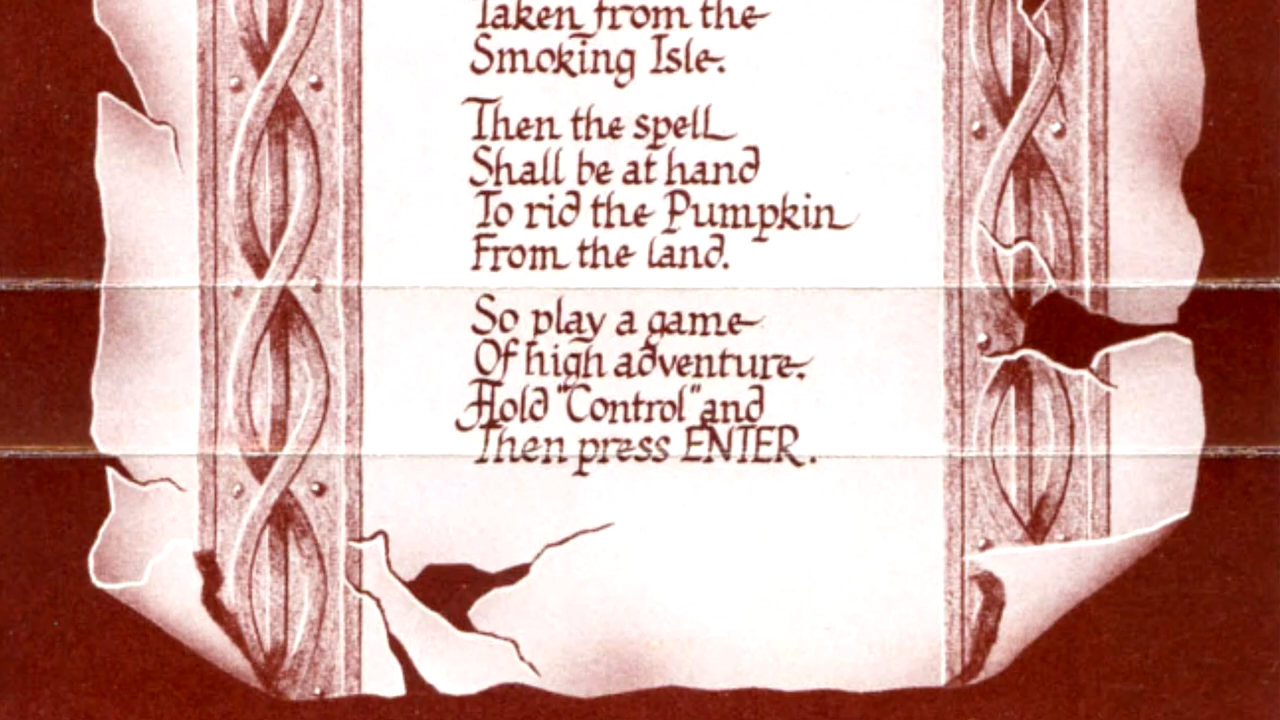 Taken from the
Smoking Isle.
Then the spell
Shall be at hand
To rid the Pumpkin
From the land.
So play a game
Of high adventure.
Hold "Control" and
Then press ENTER.